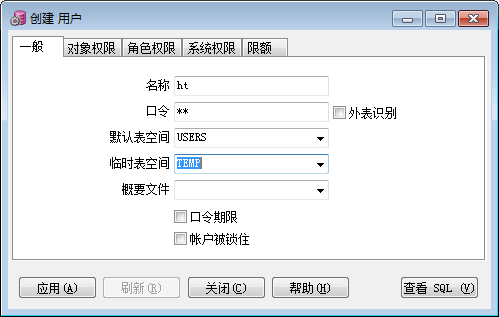 创建 用户
一般 对象权限 角色权限 系统权限 限额
名称 ht
口令 ** 外表识别
默认表空间 USERS
临时表空间 TEMP
概要文件
口令期限
帐户被锁住
应用(A) 刷新(R) 关闭(C) 帮助(H) 查看 SQL (V)